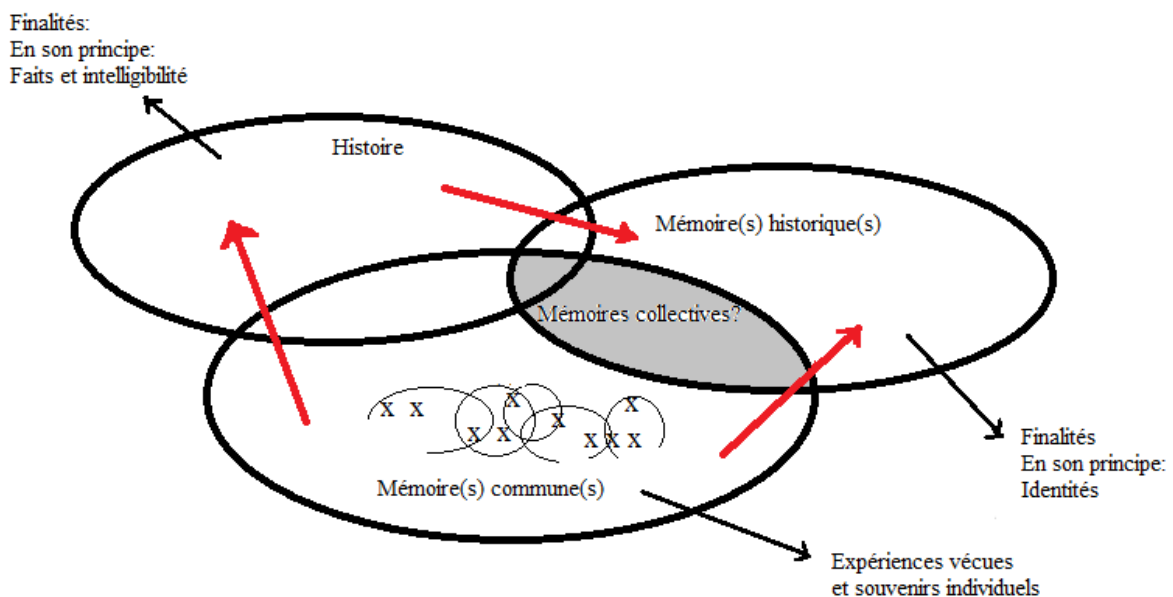 Finalités:
En son principe:
Faits et intelligibilité
Histoire
Mémoire(s) historique(s)
Mémoires collectives?
x x
x
x
x
x x
x x x
Mémoire(s) commune(s)
Finalités
En son principe:
Identités
Expériences vécues
et souvenirs individuels